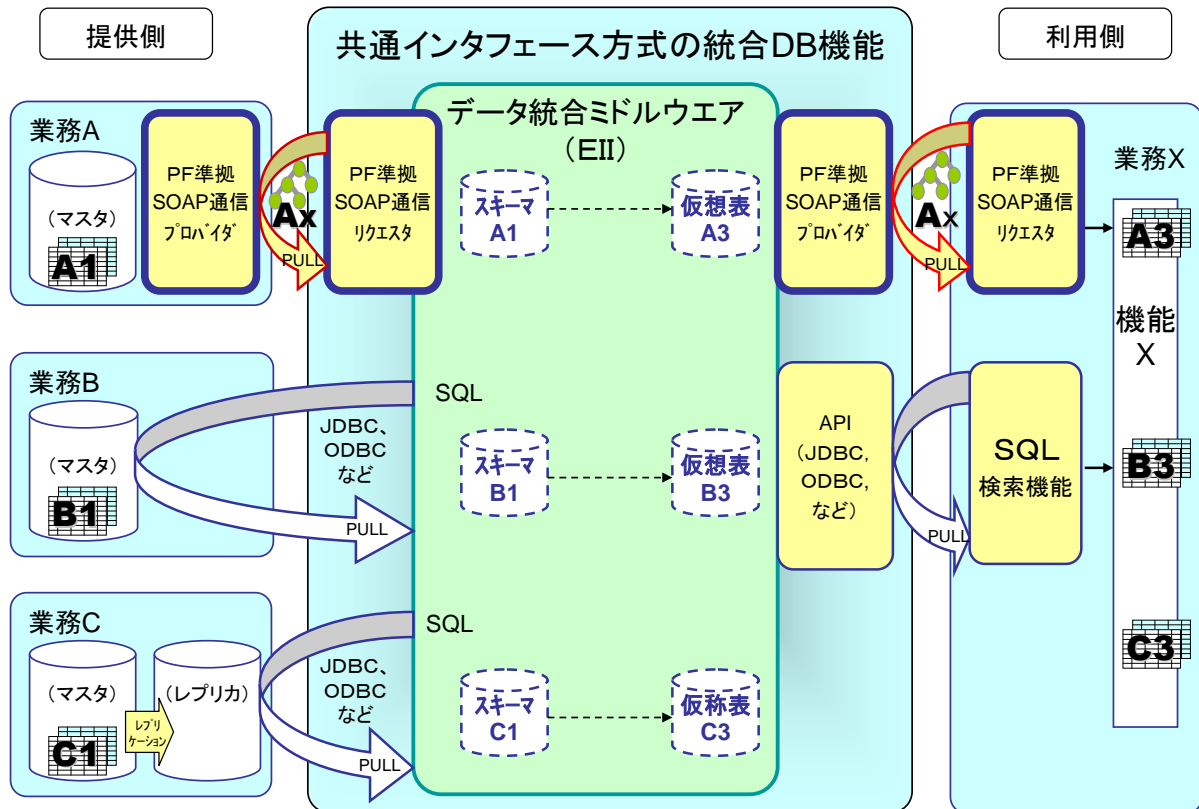 提供側
共通インタフェース方式の統合DB機能
利用側
業務A
(マスタ)
A1
PF準拠
SOAP通信
プロバイダ
Ax
PULL
PF準拠
SOAP通信
リクエスタ
データ統合ミドルウエア
(EII)
スキーマ
A1
仮想表
A3
PF準拠
SOAP通信
プロバイダ
Ax
PULL
PF準拠
SOAP通信
リクエスタ
業務X
A3
機能
X
業務B
(マスタ)
B1
SQL
JDBC、
ODBC
など
PULL
スキーマ
B1
仮想表
B3
API
(JDBC,
ODBC,
など)
PULL
SQL
検索機能
B3
業務C
(マスタ)
C1
レプリ
ケーション
(レプリカ)
SQL
JDBC、
ODBC
など
PULL
スキーマ
C1
仮称表
C3
C3